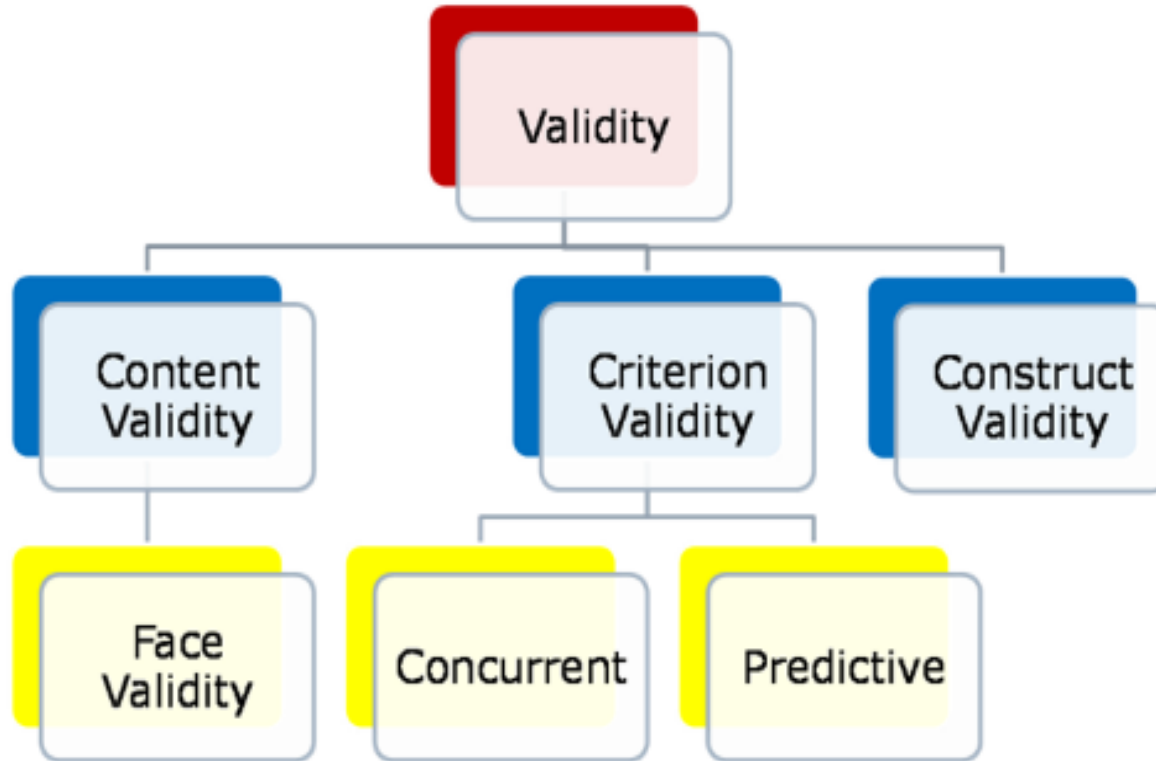 Validity
Content
Validity
Criterion
Validity
Construct
Validity
Face
Validity
Concurrent
Predictive